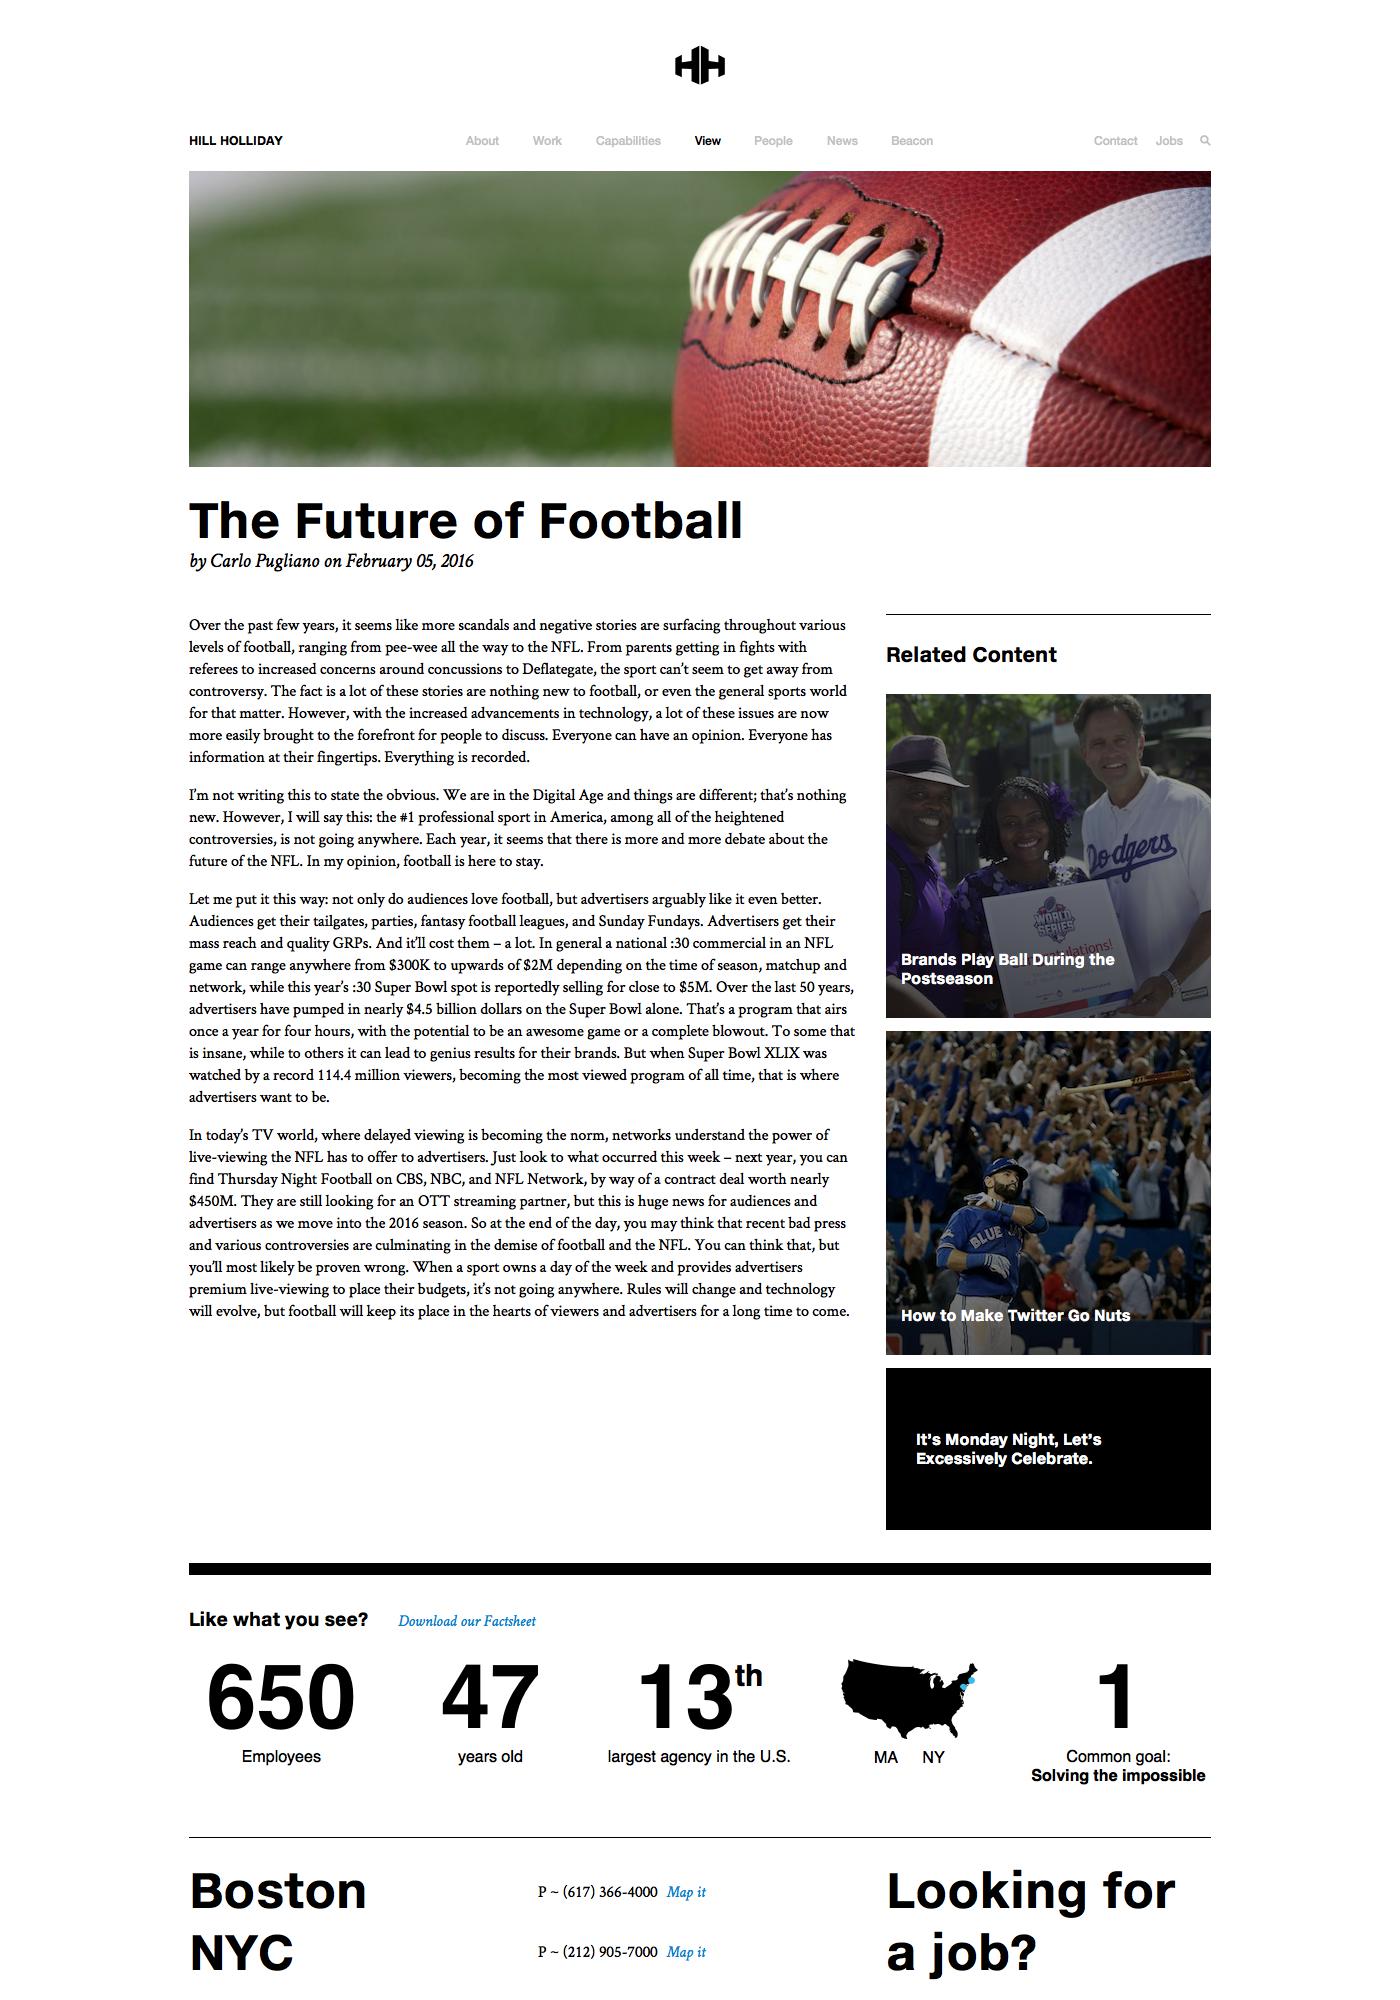 HH
HILL HOLLIDAY
About Work Capabilities View People News Beacon
Contact Jobs
The Future of Football
by Carlo Pugliano on February 05, 2016
Over the past few years, it seems like more scandals and negative stories are surfacing throughout various
levels of football, ranging from pee-wee all the way to the NFL. From parents getting in fights with
referees to increased concerns around concussions to Deflategate, the sport can’t seem to get away from
controversy. The fact is a lot of these stories are nothing new to football, or even the general sports world
for that matter. However, with the increased advancements in technology, a lot of these issues are now
more easily brought to the forefront for people to discuss. Everyone can have an opinion. Everyone has
information at their fingertips. Everything is recorded.
I’m not writing this to state the obvious. We are in the Digital Age and things are different; that’s nothing
new. However, I will say this: the #1 professional sport in America, among all of the heightened
controversies, is not going anywhere. Each year, it seems that there is more and more debate about the
future of the NFL. In my opinion, football is here to stay.
Let me put it this way: not only do audiences love football, but advertisers arguably like it even better.
Audiences get their tailgates, parties, fantasy football leagues, and Sunday Fundays. Advertisers get their
mass reach and quality GRPs. And it’ll cost them – a lot. In general a national :30 commercial in an NFL
game can range anywhere from $300K to upwards of $2M depending on the time of season, matchup and
network, while this year’s :30 Super Bowl spot is reportedly selling for close to $5M. Over the last 50 years,
advertisers have pumped in nearly $4.5 billion dollars on the Super Bowl alone. That’s a program that airs
once a year for four hours, with the potential to be an awesome game or a complete blowout. To some that
is insane, while to others it can lead to genius results for their brands. But when Super Bowl XLIX was
watched by a record 114.4 million viewers, becoming the most viewed program of all time, that is where
advertisers want to be.
In today’s TV world, where delayed viewing is becoming the norm, networks understand the power of
live-viewing the NFL has to offer to advertisers. Just look to what occurred this week – next year, you can
find Thursday Night Football on CBS, NBC, and NFL Network, by way of a contract deal worth nearly
$450M. They are still looking for an OTT streaming partner, but this is huge news for audiences and
advertisers as we move into the 2016 season. So at the end of the day, you may think that recent bad press
and various controversies are culminating in the demise of football and the NFL. You can think that, but
you’ll most likely be proven wrong. When a sport owns a day of the week and provides advertisers
premium live-viewing to place their budgets, it’s not going anywhere. Rules will change and technology
will evolve, but football will keep its place in the hearts of viewers and advertisers for a long time to come.
Related Content
Dodgers
WORLD
SERIES
Brands Play Ball During the
Postseason
BLUE JA
How to Make Twitter Go Nuts
It’s Monday Night, Let’s
Excessively Celebrate.
Like what you see? Download our Factsheet
650
Employees
47
years old
13th
largest agency in the U.S.
MA NY
1
Common goal:
Solving the impossible
Boston
P ~ (617) 366-4000 Map it
NYC
P ~ (212) 905-7000 Map it
Looking for
a job?